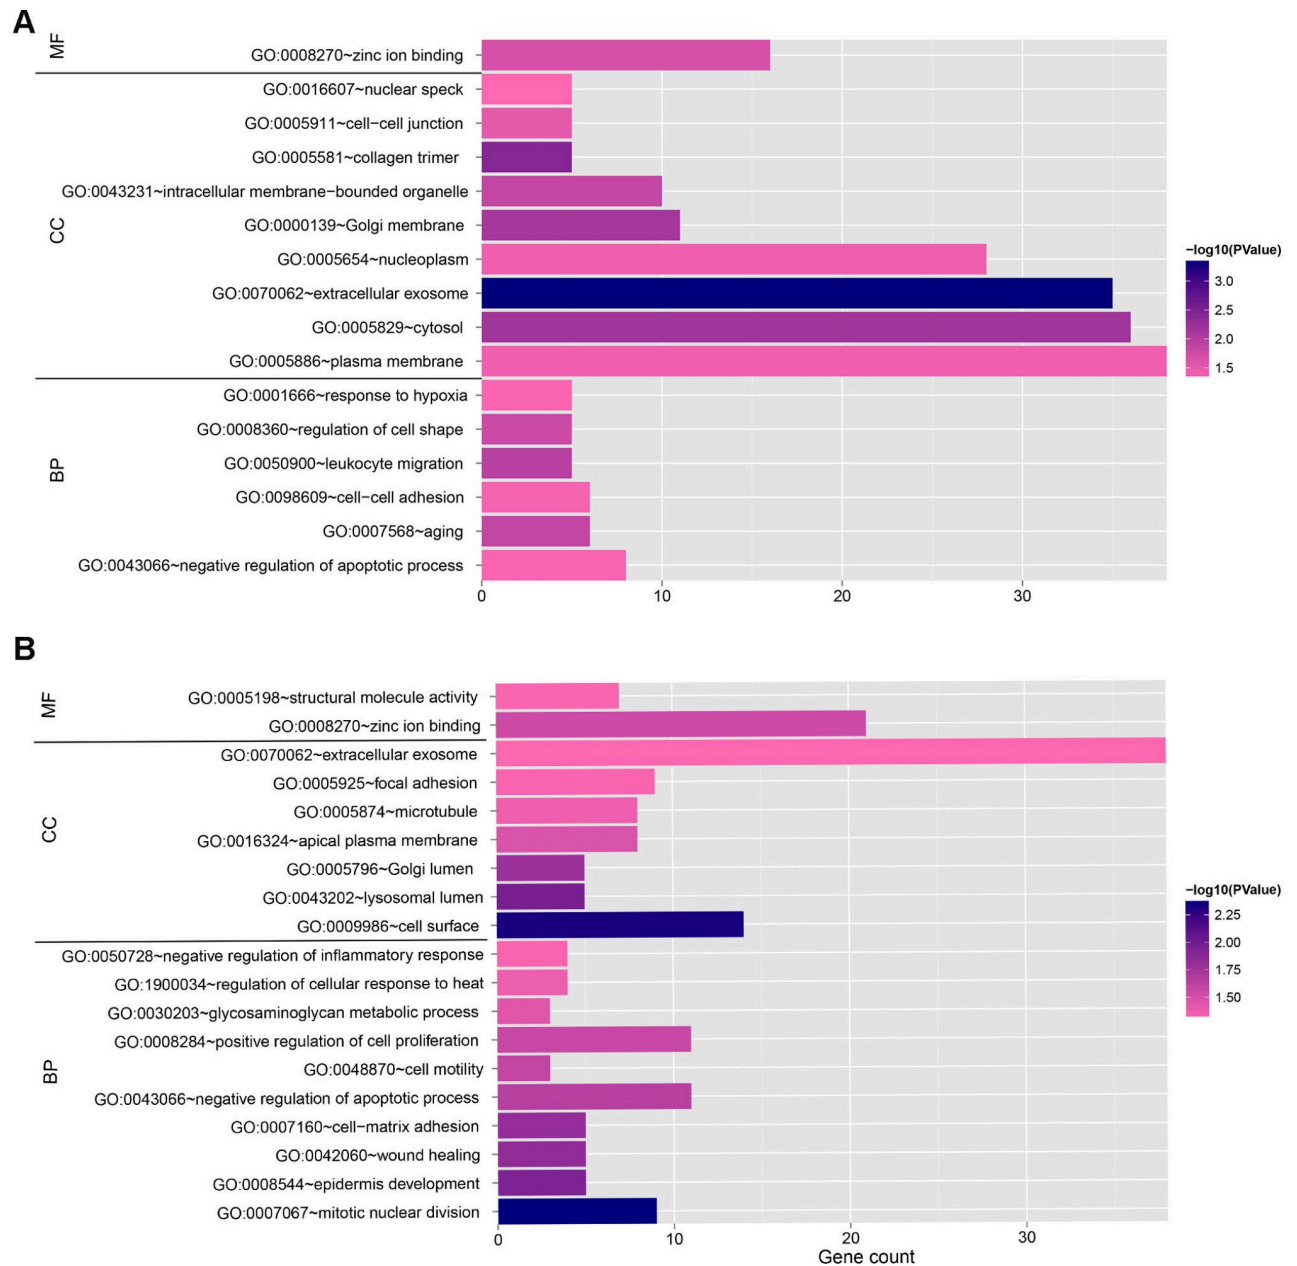 A
MF
GO:0008270~zinc ion binding
GO:0016607~nuclear speck
GO:0005911~cell−cell junction
GO:0005581~collagen trimer
GO:0043231~intracellular membrane−bounded organelle
CC
GO:0000139~Golgi membrane
GO:0005654~nucleoplasm
GO:0070062~extracellular exosome
GO:0005829~cytosol
GO:0005886~plasma membrane
GO:0001666~response to hypoxia
GO:0008360~regulation of cell shape
GO:0050900~leukocyte migration
BP
GO:0098609~cell−cell adhesion
GO:0007568~aging
GO:0043066~negative regulation of apoptotic process
0 10 20 30
−log10(PValue)
3.0
2.5
2.0
1.5
B
MF
GO:0005198~structural molecule activity
GO:0008270~zinc ion binding
GO:0070062~extracellular exosome
GO:0005925~focal adhesion
GO:0005874~microtubule
CC
GO:0016324~apical plasma membrane
GO:0005796~Golgi lumen
GO:0043202~lysosomal lumen
GO:0009986~cell surface
GO:0050728~negative regulation of inflammatory response
GO:1900034~regulation of cellular response to heat
GO:0030203~glycosaminoglycan metabolic process
GO:0008284~positive regulation of cell proliferation
BP
GO:0048870~cell motility
GO:0043066~negative regulation of apoptotic process
GO:0007160~cell−matrix adhesion
GO:0042060~wound healing
GO:0008544~epidermis development
GO:0007067~mitotic nuclear division
0 10 20 30
Gene count
−log10(PValue)
2.25
2.00
1.75
1.50